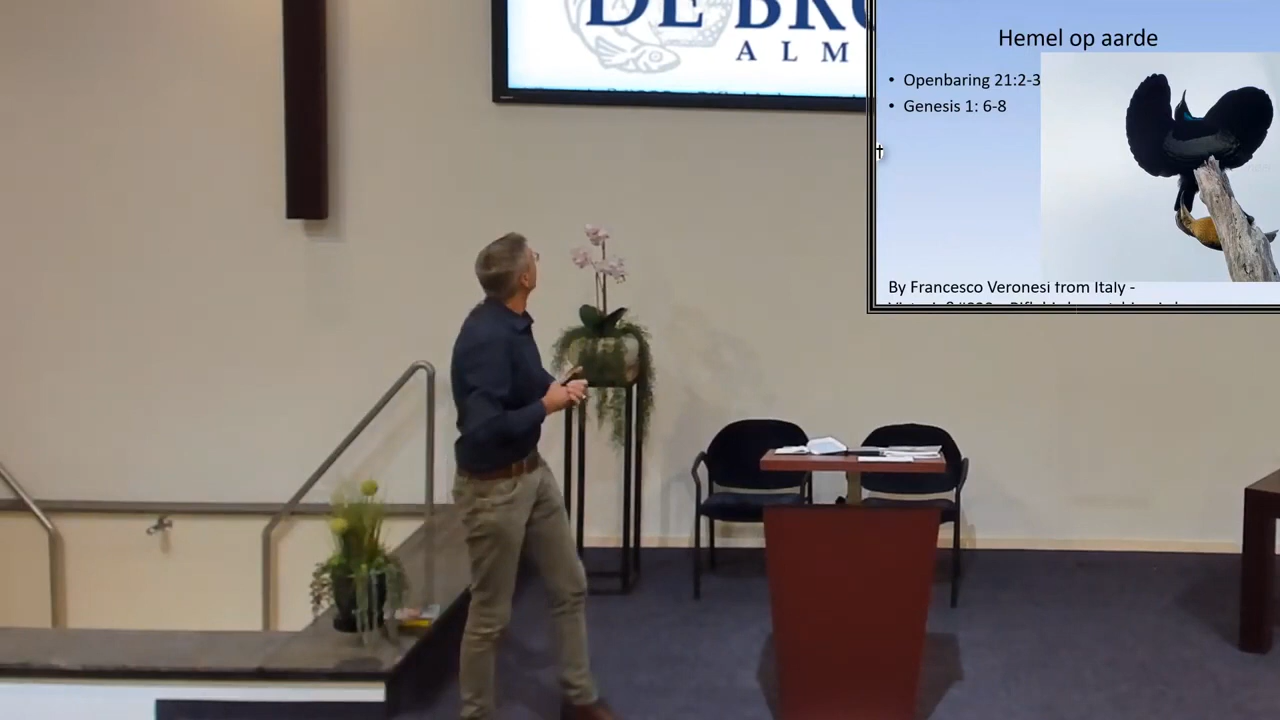 DE BR
ALM
Hemel op aarde
• Openbaring 21:2-3
• Genesis 1: 6-8
By Francesco Veronesi from Italy -